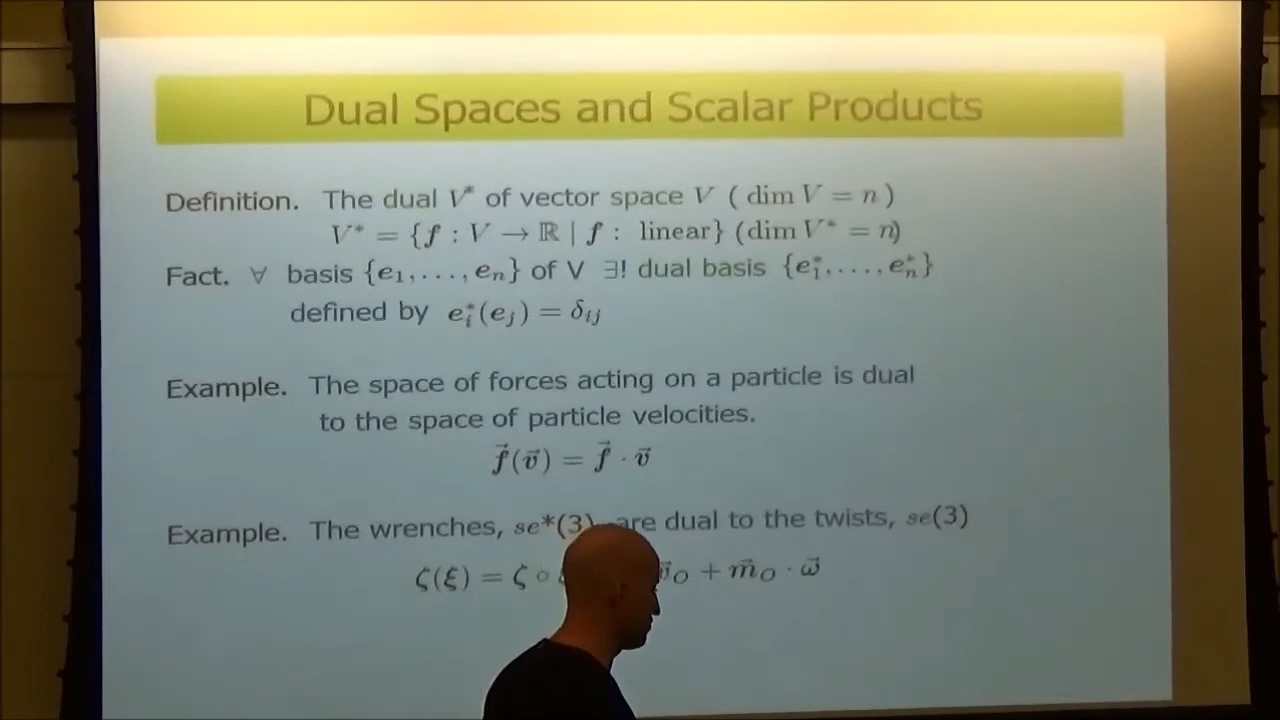 Dual Spaces and Scalar Products
Definition. The dual V* of vector space V ( dim V = n )
V* = {f : V → ℝ | f : linear} (dim V* = n)
Fact. ∀ basis {e₁, . . . , eₙ} of V ∃! dual basis {e₁*, . . . , eₙ*}
defined by eᵢ*(eⱼ) = δᵢⱼ
Example. The space of forces acting on a particle is dual
to the space of particle velocities.
f⃗(v⃗) = f⃗ · v⃗
Example. The wrenches, se*(3) are dual to the twists, se(3)
ζ(ξ) = ζ ∘ O + m⃗O · ω⃗